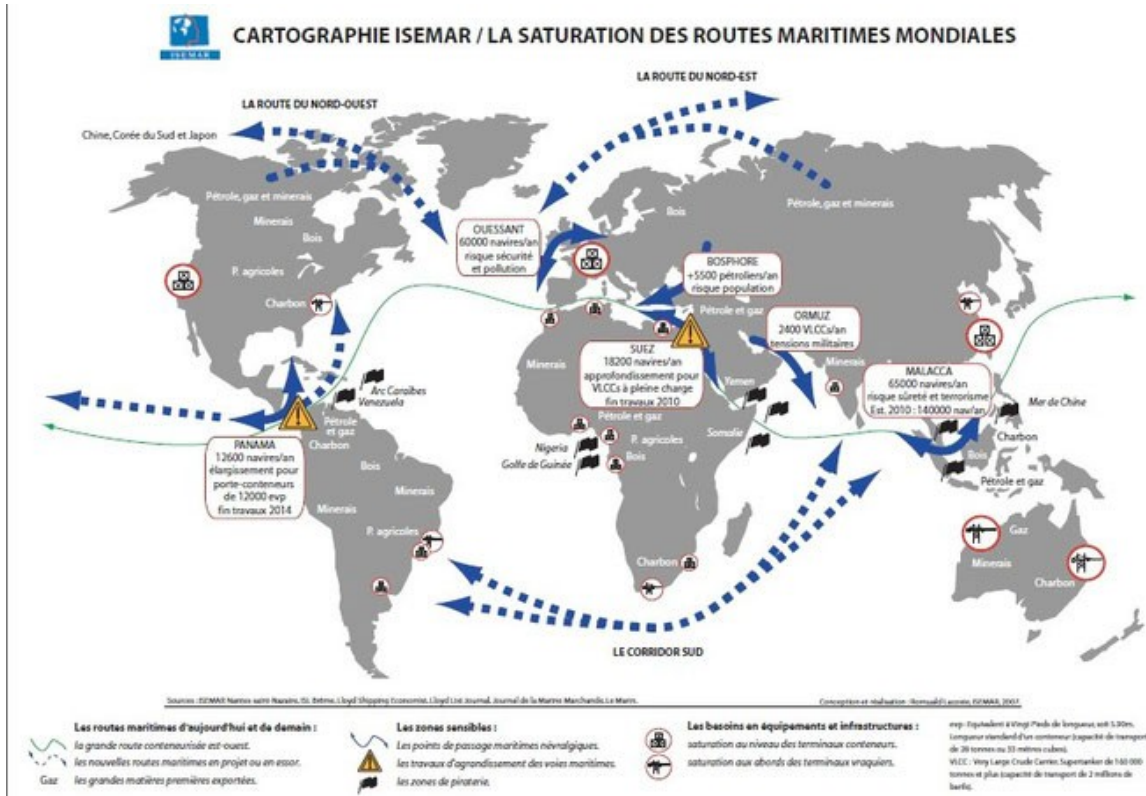 ISEMAR
CARTOGRAPHIE ISEMAR / LA SATURATION DES ROUTES MARITIMES MONDIALES
LA ROUTE DU NORD-EST
LA ROUTE DU NORD-OUEST
Chine, Corée du Sud et Japon
Pétrole, gaz et minerais
Minerais
Bois
P. agricoles
Charbon
OUESSANT
60000 navires/an
risque sécurité
et pollution
Bois
Pétrole, gaz et minerais
BOSPHORE
+5500 pétroliers/an
risque population
Pétrole et gaz
ORMUZ
2400 VLCCs/an
tensions militaires
Minerais
SUEZ
18200 navires/an
approfondissement pour
VLCCs à pleine charge
fin travaux 2010
Minerais
Yemen
MALACCA
65000 navires/an
risque sûreté et terrorisme
Est. 2010 : 140000 nav/an
Mer de Chine
Arc Caraïbes
Venezuela
Pétrole
et gaz
Charbon
PANAMA
12600 navires/an
élargissement pour
porte-conteneurs
de 12000 evp
fin travaux 2014
Bois
Minerais
Minerais
P. agricoles
Pétrole et gaz
Nigeria
Golfe de Guinée
P. agricoles
Bois
Somalie
Charbon
Charbon
Bois
Pétrole et gaz
Gaz
Minerais
Charbon
LE CORRIDOR SUD
Conception et réalisation : Romuald Lacoste, ISEMAR, 2007.
Les routes maritimes d'aujourd'hui et de demain :
la grande route conteneurisée est-ouest.
les nouvelles routes maritimes en projet ou en essor.
Gaz les grandes matières premières exportées.
Les zones sensibles :
Les points de passage maritimes névralgiques.
les travaux d'agrandissement des voies maritimes.
les zones de piraterie.
Les besoins en équipements et infrastructures :
saturation au niveau des terminaux conteneurs.
saturation aux abords des terminaux vraquiers.